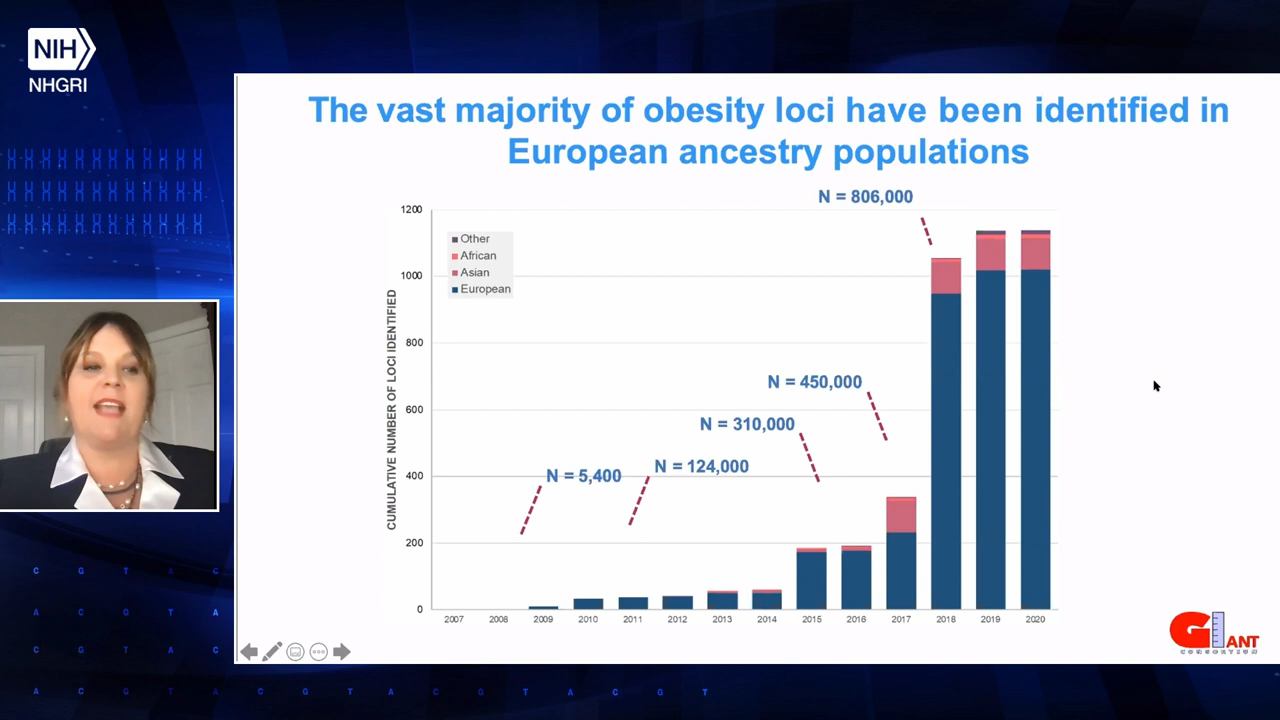 NIH
NHGRI
The vast majority of obesity loci have been identified in
European ancestry populations
N = 806,000
N = 450,000
N = 310,000
N = 124,000
N = 5,400
Other
African
Asian
European
CUMULATIVE NUMBER OF LOCI IDENTIFIED
1200
1000
800
600
400
200
0
2007 2008 2009 2010 2011 2012 2013 2014 2015 2016 2017 2018 2019 2020
GIANT
CONSORTIUM
C G T A C
A C G T A
C G T A C
A C G T A C G T A C G T A C G T